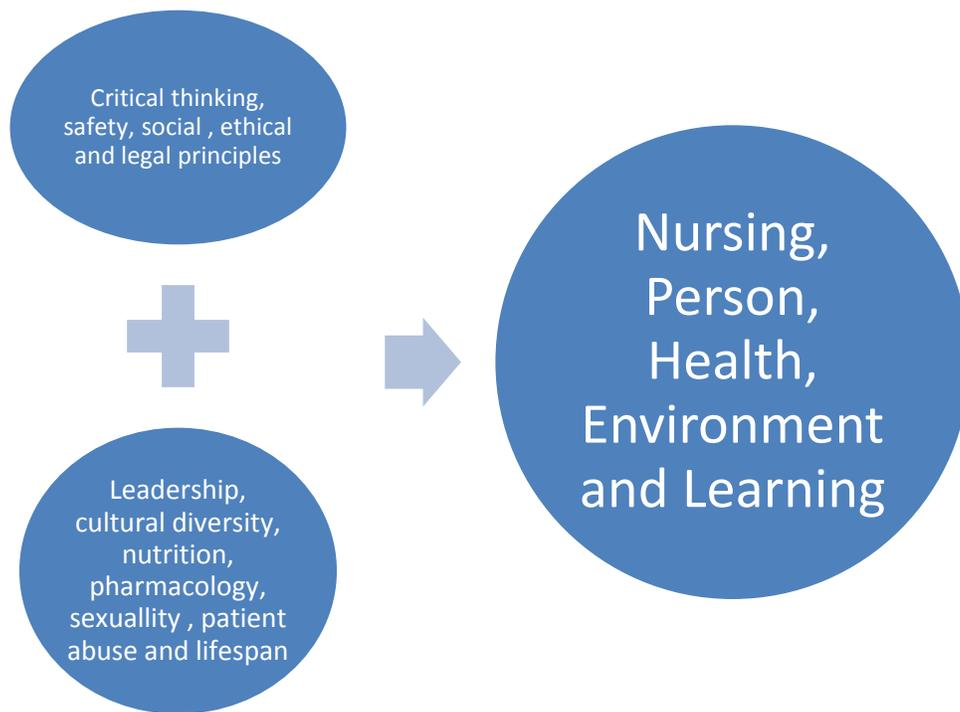 Critical thinking,
safety, social , ethical
and legal principles
Leadership,
cultural diversity,
nutrition,
pharmacology,
sexuallity , patient
abuse and lifespan
Nursing,
Person,
Health,
Environment
and Learning